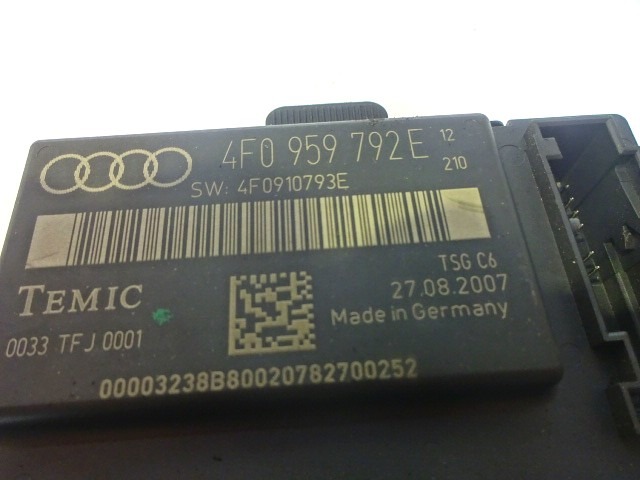 4F0 959 792E 12
210
SW: 4F0910793E
TSG C6
TEMIC
27.08.2007
Made in Germany
0033 TFJ 0001
00003238B80020782700252